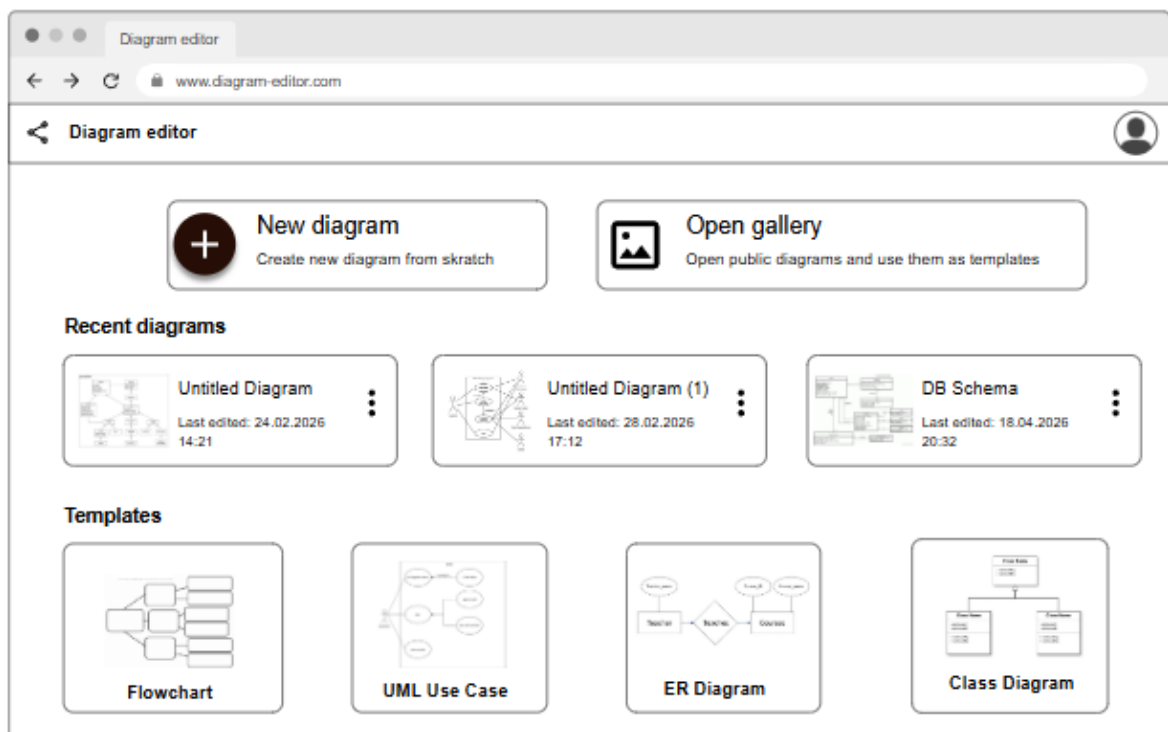 Diagram editor
www.diagram-editor.com
Diagram editor
New diagram
Create new diagram from skratch
Open gallery
Open public diagrams and use them as templates
Recent diagrams
Untitled Diagram
Last edited: 24.02.2026
14:21
Untitled Diagram (1)
Last edited: 28.02.2026
17:12
DB Schema
Last edited: 18.04.2026
20:32
Templates
Teacher
Teaches
Courses
Flowchart
UML Use Case
ER Diagram
Class Diagram